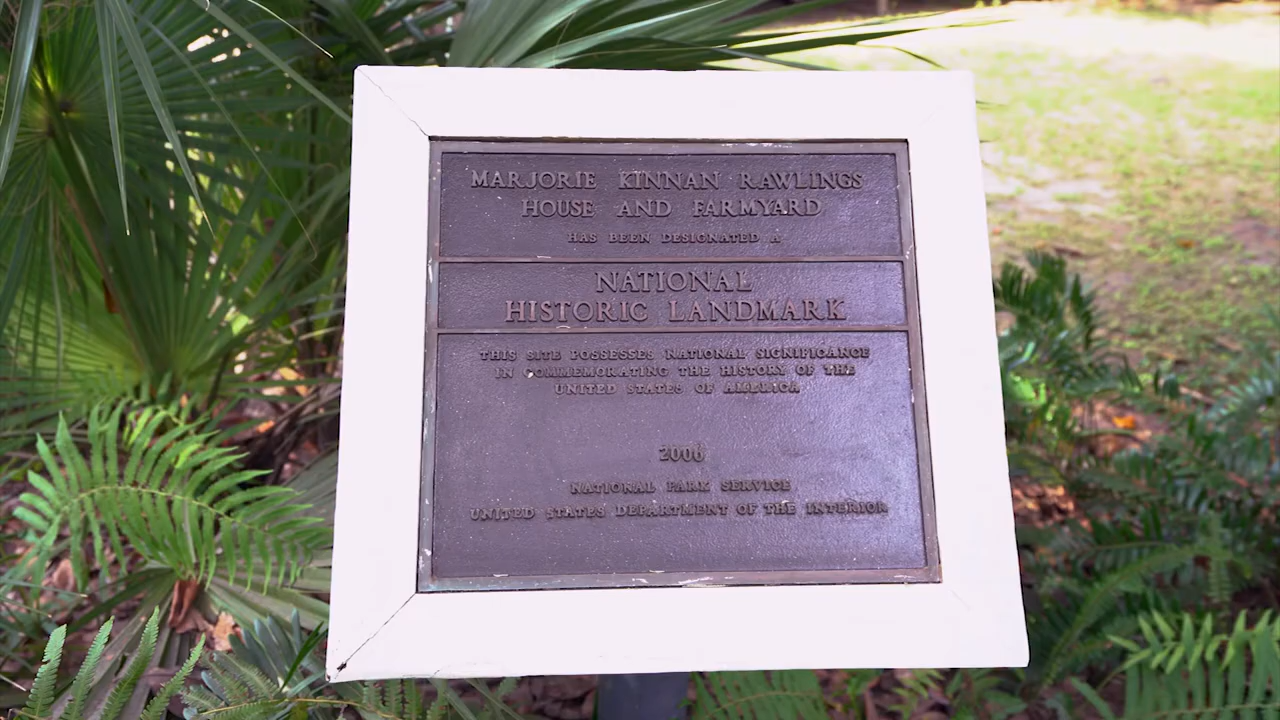 MARJORIE KINNAN RAWLINGS
HOUSE AND FARMYARD
HAS BEEN DESIGNATED A
NATIONAL
HISTORIC LANDMARK
THIS SITE POSSESSES NATIONAL SIGNIFICANCE
IN COMMEMORATING THE HISTORY OF THE
UNITED STATES OF AMERICA
2006
NATIONAL PARK SERVICE
UNITED STATES DEPARTMENT OF THE INTERIOR